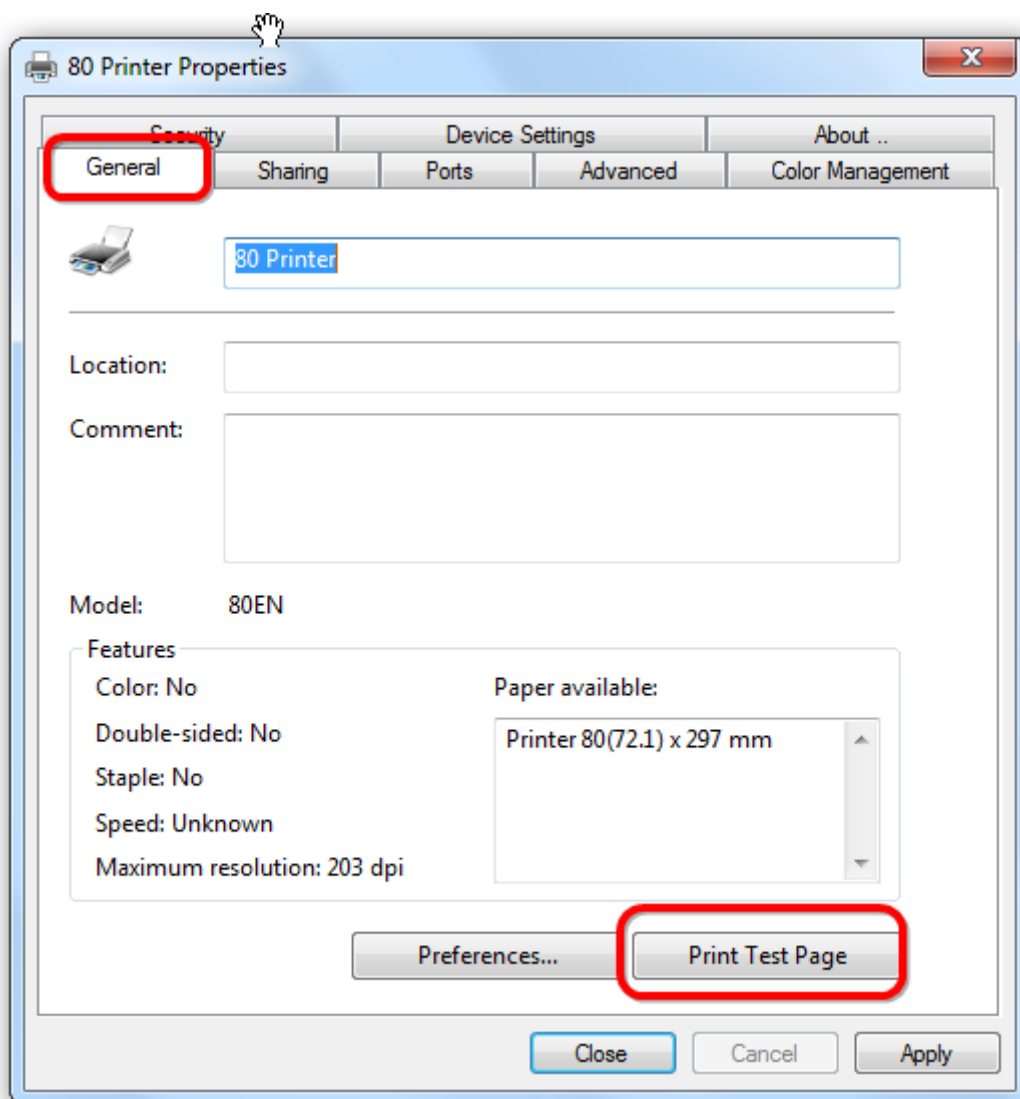 80 Printer Properties
Security Device Settings About ..
General Sharing Ports Advanced Color Management
80 Printer
Location:
Comment:
Model: 80EN
Features
Color: No Paper available:
Double-sided: No Printer 80(72.1) x 297 mm
Staple: No
Speed: Unknown
Maximum resolution: 203 dpi
Preferences... Print Test Page
Close Cancel Apply